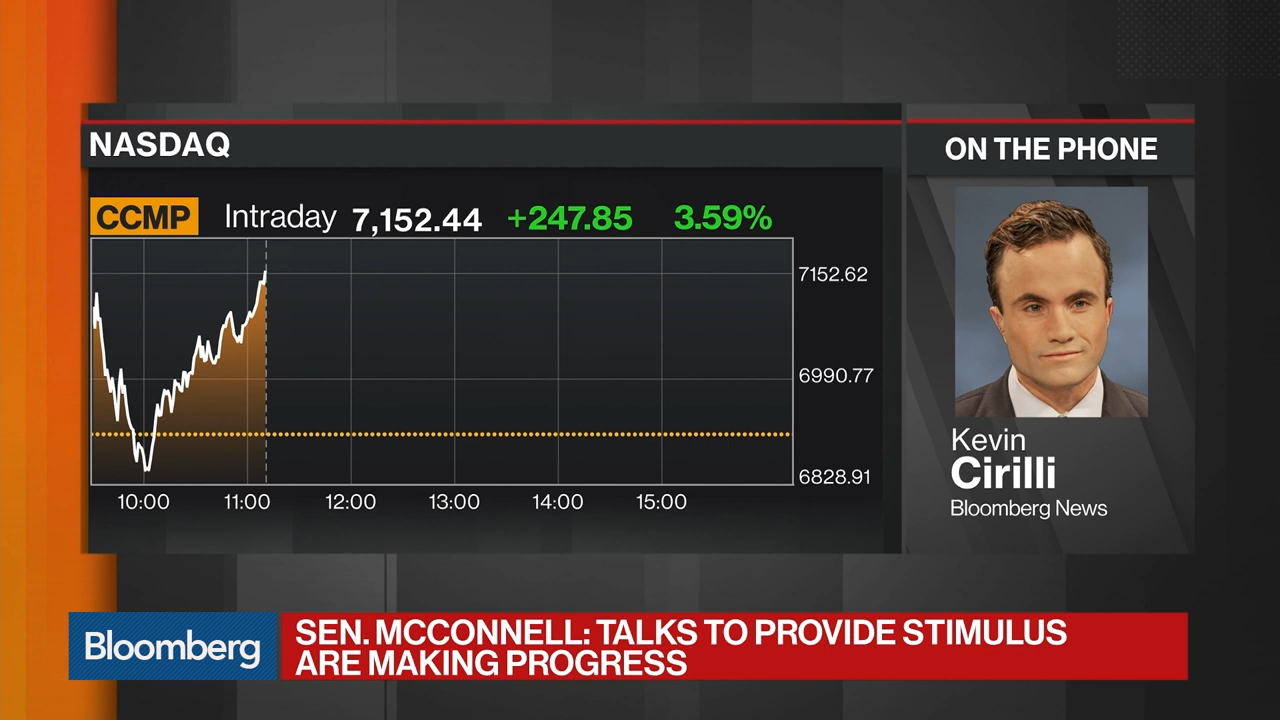 NASDAQ
CCMP Intraday 7,152.44 +247.85 3.59%
7152.62
6990.77
6828.91
10:00 11:00 12:00 13:00 14:00 15:00
ON THE PHONE
Kevin
Cirilli
Bloomberg News
Bloomberg
SEN. MCCONNELL: TALKS TO PROVIDE STIMULUS
ARE MAKING PROGRESS